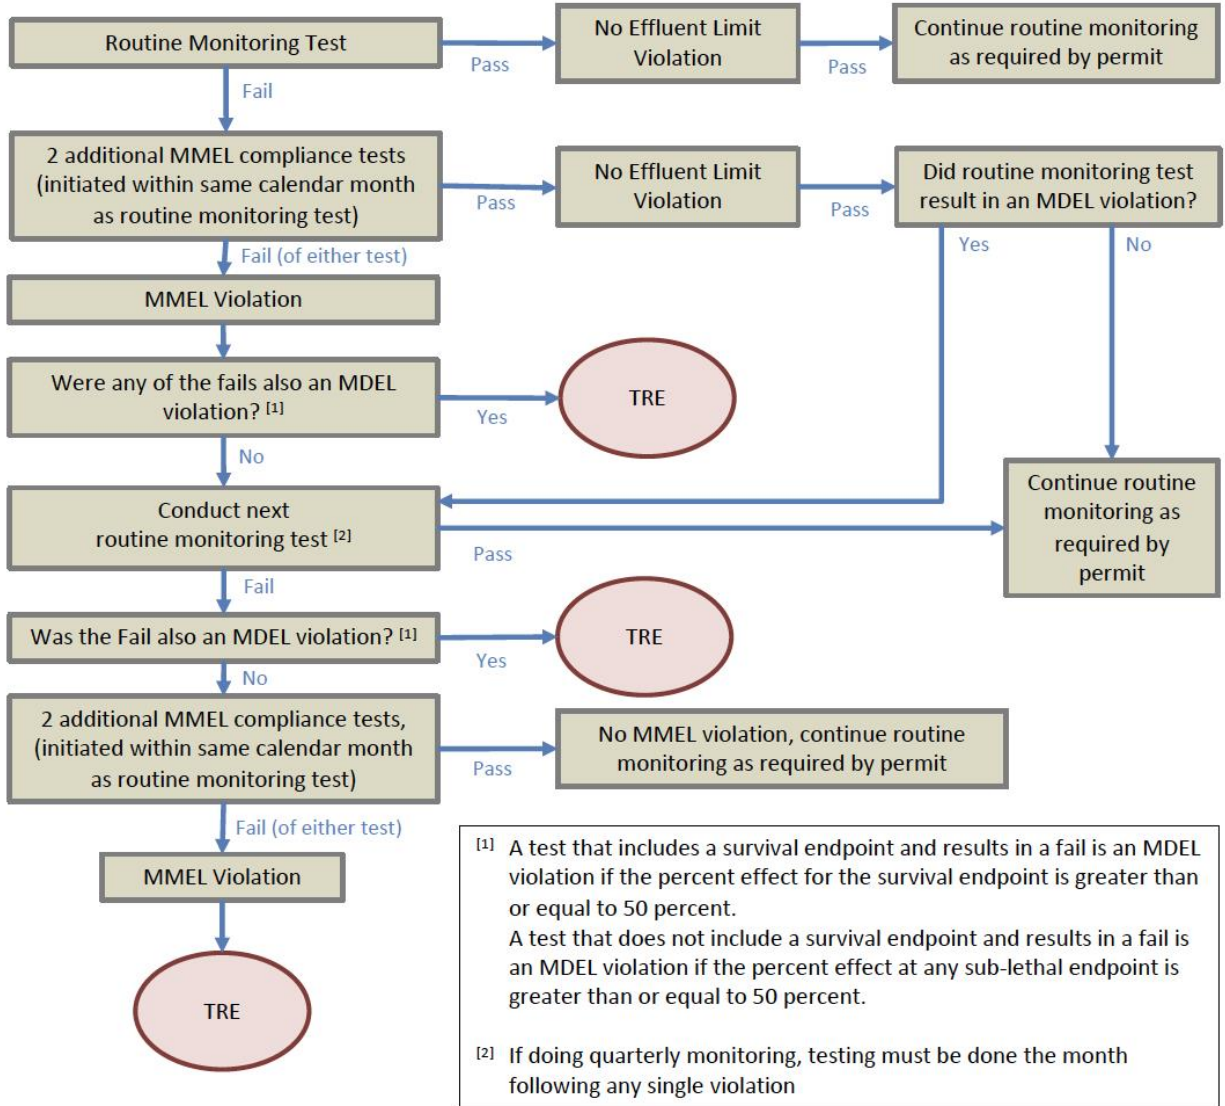 Routine Monitoring Test
Pass
No Effluent Limit
Violation
Pass
Continue routine monitoring
as required by permit
Fail
2 additional MMEL compliance tests
(initiated within same calendar month
as routine monitoring test)
Pass
No Effluent Limit
Violation
Pass
Did routine monitoring test
result in an MDEL violation?
Yes
No
Fail (of either test)
MMEL Violation
Were any of the fails also an MDEL
violation? [1]
Yes
TRE
No
Conduct next
routine monitoring test [2]
Pass
Continue routine
monitoring as
required by
permit
Fail
Was the Fail also an MDEL violation? [1]
Yes
TRE
No
2 additional MMEL compliance tests,
(initiated within same calendar month
as routine monitoring test)
Pass
No MMEL violation, continue routine
monitoring as required by permit
Fail (of either test)
MMEL Violation
TRE
[1] A test that includes a survival endpoint and results in a fail is an MDEL
violation if the percent effect for the survival endpoint is greater than
or equal to 50 percent.
A test that does not include a survival endpoint and results in a fail is
an MDEL violation if the percent effect at any sub-lethal endpoint is
greater than or equal to 50 percent.
[2] If doing quarterly monitoring, testing must be done the month
following any single violation